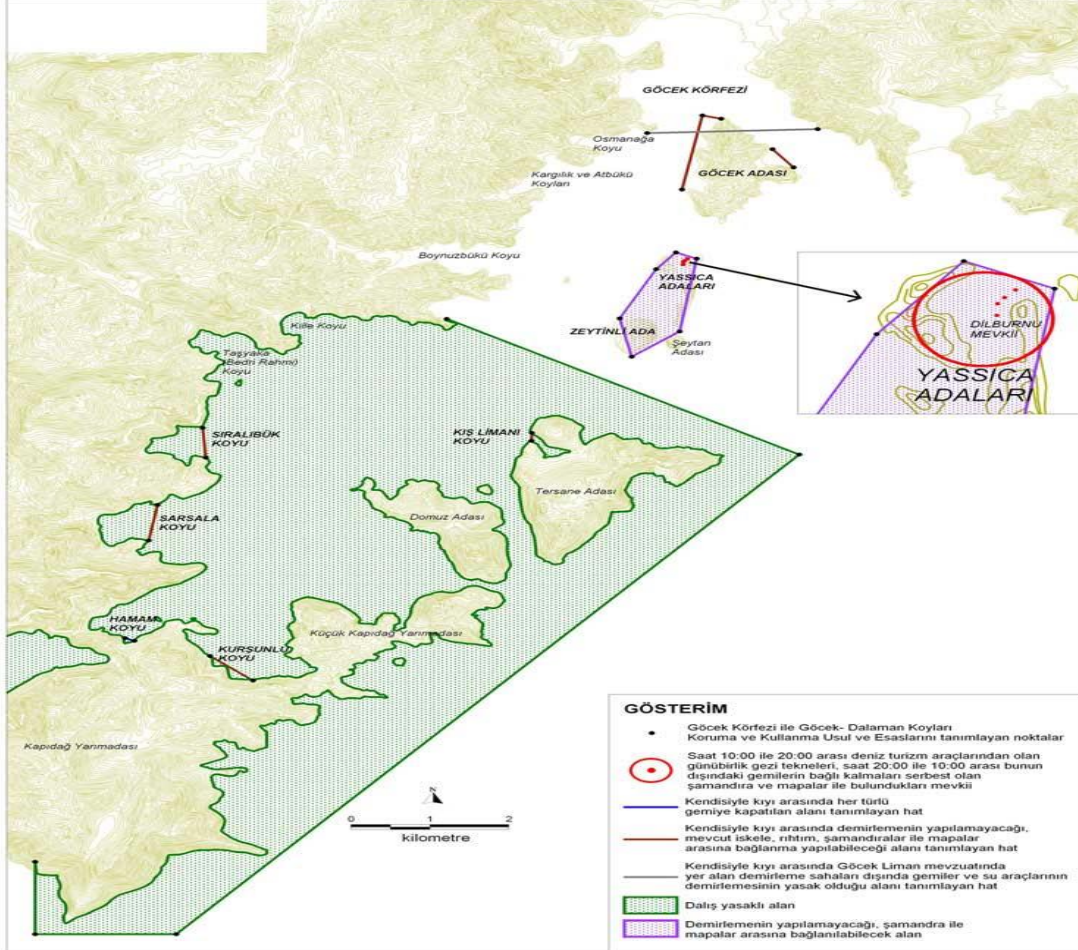 GÖCEK KÖRFEZİ
Osmanağa
Koyu
Kargılık ve Atbükü
Koyları
GÖCEK ADASI
Boynuzbükü Koyu
YASSICA
ADALARI
ZEYTİNLİ ADA
Şeytan
Adası
DİLBURNU
MEVKİİ
YASSICA
ADALARI
Kille Koyu
Taşyaka
(Bedri Rahmi)
Koyu
SIRALIBÜK
KOYU
KIŞ LİMANI
KOYU
Tersane Adası
Domuz Adası
SARSALA
KOYU
HAMAM
KOYU
Küçük Kapıdağ Yarımadası
KURŞUNLU
KOYU
Kapıdağ Yarımadası
N
0 1 2
kilometre
GÖSTERİM
Göcek Körfezi ile Göcek- Dalaman Koyları
Koruma ve Kullanma Usul ve Esaslarını tanımlayan noktalar
Saat 10:00 ile 20:00 arası deniz turizm araçlarından olan
günübirlik gezi tekneleri, saat 20:00 ile 10:00 arası bunun
dışındaki gemilerin bağlı kalmaları serbest olan
şamandıra ve mapalar ile bulundukları mevkii
Kendisiyle kıyı arasında her türlü
gemiye kapatılan alanı tanımlayan hat
Kendisiyle kıyı arasında demirlemenin yapılamayacağı,
mevcut iskele, rıhtım, şamandıralar ile mapalar
arasına bağlanma yapılabileceği alanı tanımlayan hat
Kendisiyle kıyı arasında Göcek Liman mevzuatında
yer alan demirleme sahaları dışında gemiler ve su araçlarının
demirlemesinin yasak olduğu alanı tanımlayan hat
Dalış yasaklı alan
Demirlemenin yapılamayacağı, şamandra ile
mapalar arasına bağlanılabilecek alan